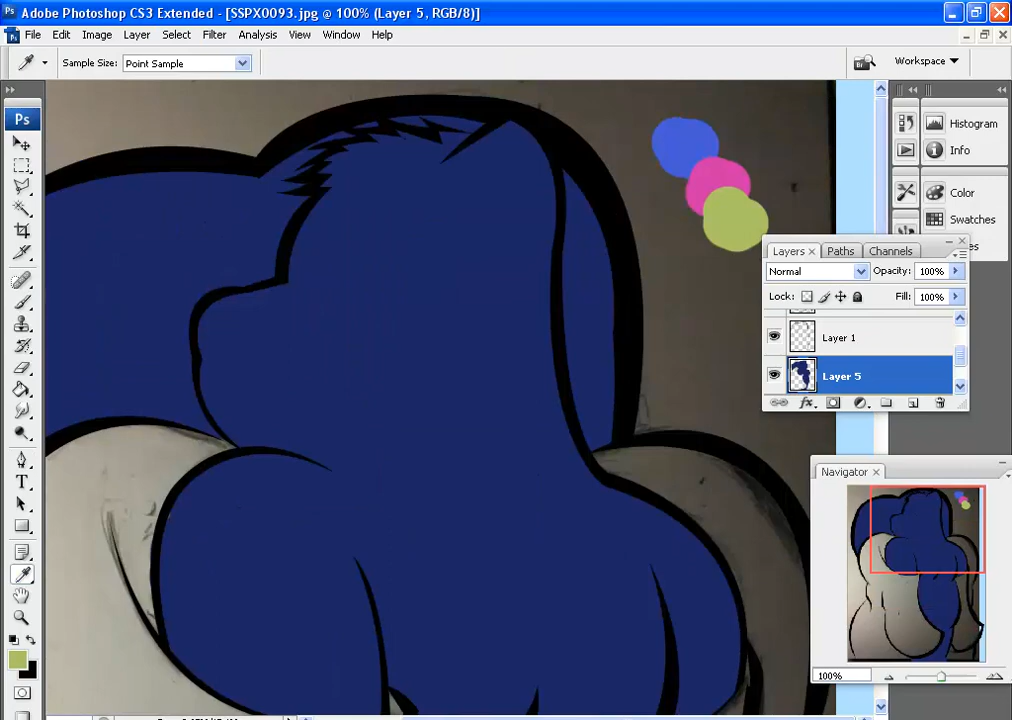 Adobe Photoshop CS3 Extended - [SSPX0093.jpg @ 100% (Layer 5, RGB/8)]
File Edit Image Layer Select Filter Analysis View Window Help
Sample Size: Point Sample
Workspace
Ps
Histogram
Info
Color
Swatches
Layers Paths Channels
Normal Opacity: 100%
Lock: Fill: 100%
Layer 1
Layer 5
Navigator
100%